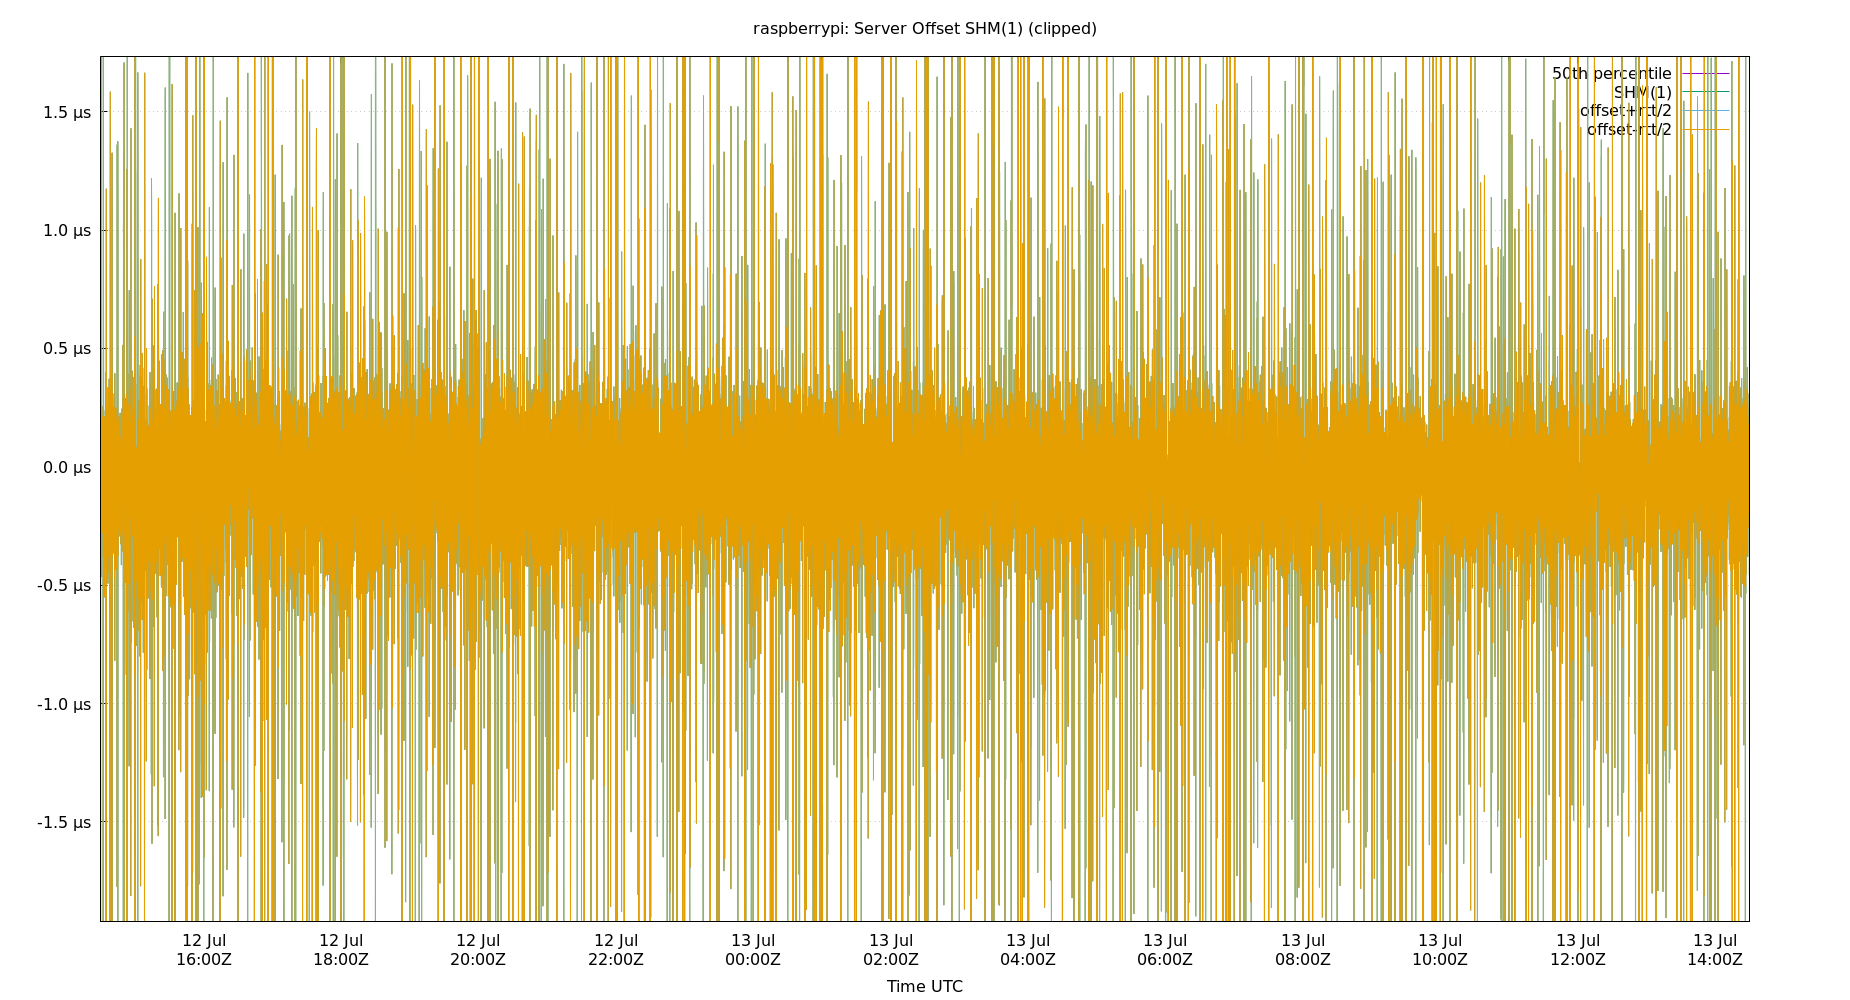 raspberrypi: Server Offset SHM(1) (clipped)
50th percentile
SHM(1)
offset+rtt/2
offset-rtt/2
1.5 µs
1.0 µs
0.5 µs
0.0 µs
-0.5 µs
-1.0 µs
-1.5 µs
12 Jul 12 Jul 12 Jul 12 Jul 13 Jul 13 Jul 13 Jul 13 Jul 13 Jul 13 Jul 13 Jul 13 Jul
16:00Z 18:00Z 20:00Z 22:00Z 00:00Z 02:00Z 04:00Z 06:00Z 08:00Z 10:00Z 12:00Z 14:00Z
Time UTC